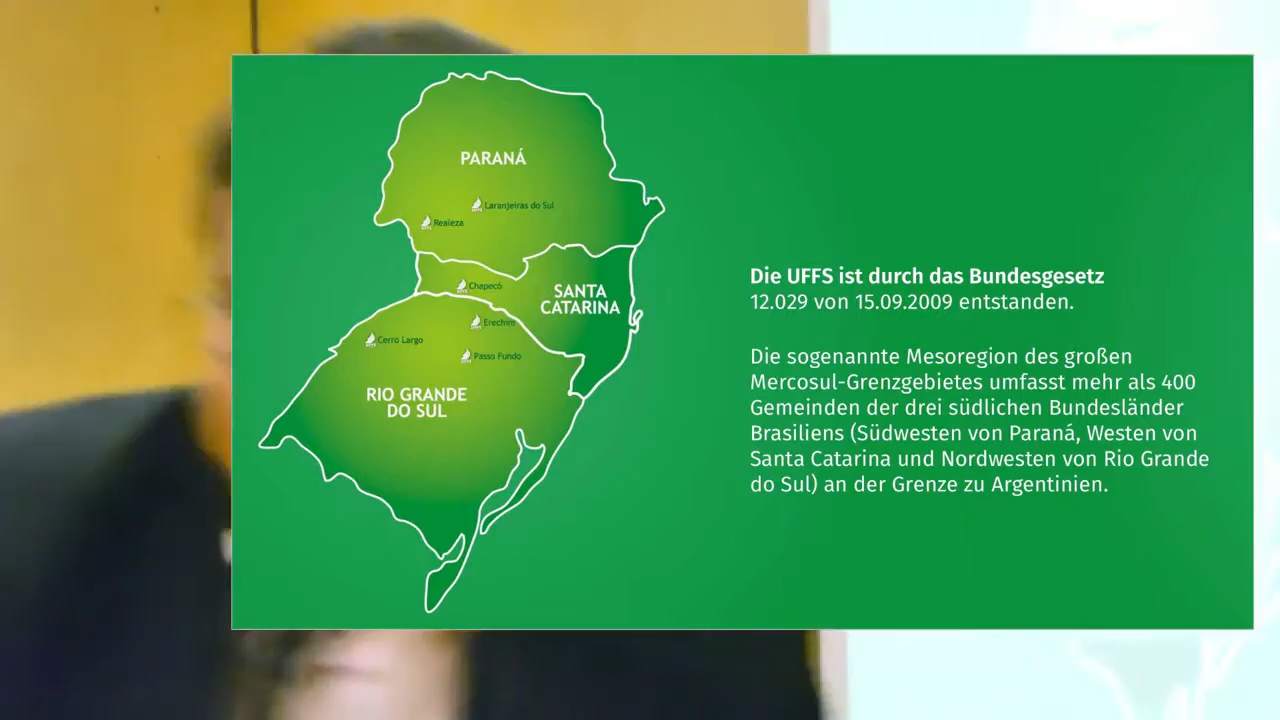 PARANÁ
Laranjeiras do Sul
Realeza
Chapecó
SANTA
CATARINA
Erechim
Cerro Largo
Passo Fundo
RIO GRANDE
DO SUL
Die UFFS ist durch das Bundesgesetz
12.029 von 15.09.2009 entstanden.
Die sogenannte Mesoregion des großen
Mercosul-Grenzgebietes umfasst mehr als 400
Gemeinden der drei südlichen Bundesländer
Brasiliens (Südwesten von Paraná, Westen von
Santa Catarina und Nordwesten von Rio Grande
do Sul) an der Grenze zu Argentinien.